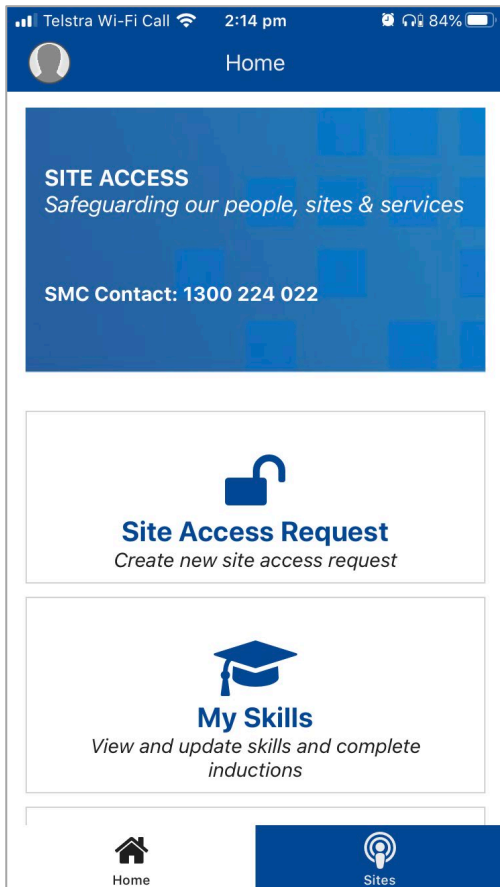 Telstra Wi-Fi Call 2:14 pm 84%
Home
SITE ACCESS
Safeguarding our people, sites & services
SMC Contact: 1300 224 022
Site Access Request
Create new site access request
My Skills
View and update skills and complete
inductions
Home Sites